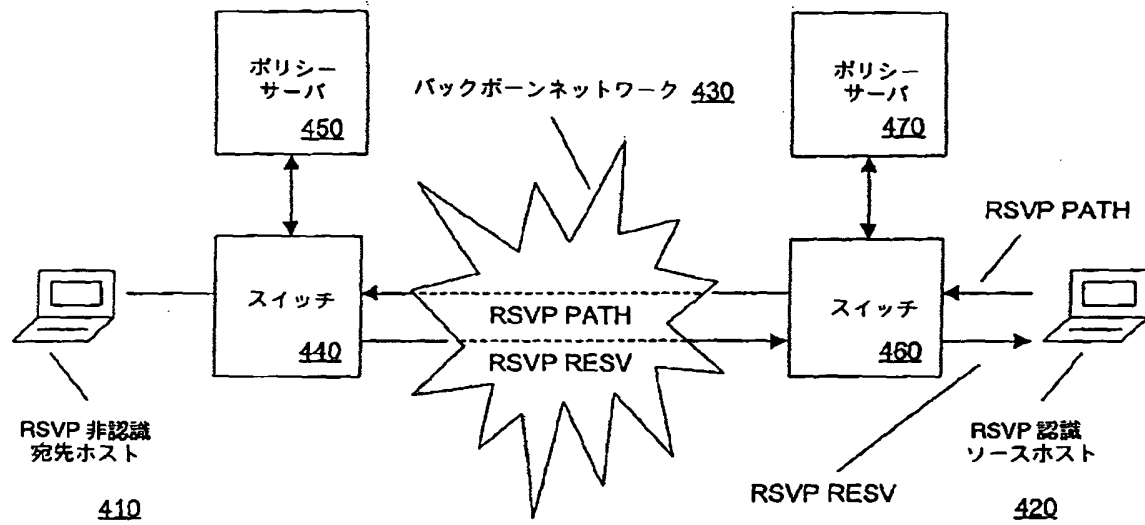 ポリシー
サーバ
450
バックボーンネットワーク 430
ポリシー
サーバ
470
RSVP PATH
スイッチ
440
RSVP PATH
RSVP RESV
スイッチ
460
RSVP 非認識
宛先ホスト
410
RSVP RESV
RSVP 認識
ソースホスト
420